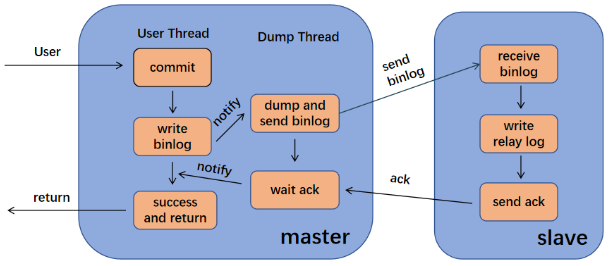 User Thread
Dump Thread
User
commit
write
binlog
notify
dump and
send binlog
send
binlog
receive
binlog
write
relay log
send ack
ack
wait ack
notify
success
and return
return
master
slave